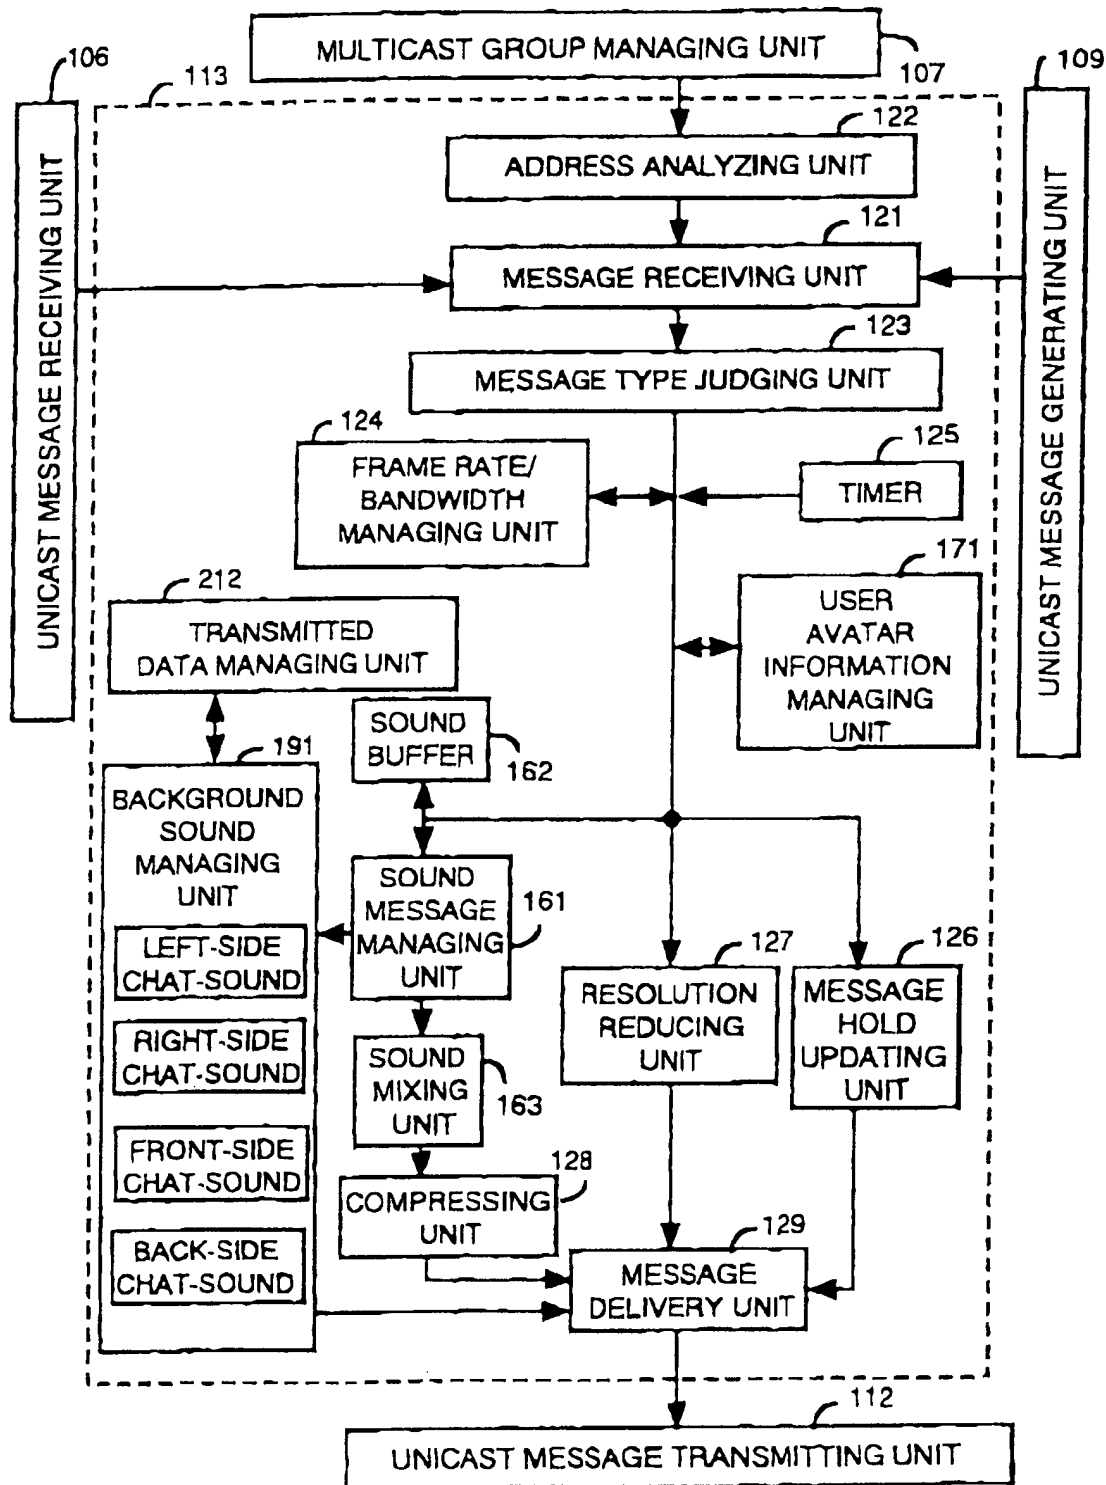 MULTICAST GROUP MANAGING UNIT
107
106
UNICAST MESSAGE RECEIVING UNIT
113
109
UNICAST MESSAGE GENERATING UNIT
122
ADDRESS ANALYZING UNIT
121
MESSAGE RECEIVING UNIT
123
MESSAGE TYPE JUDGING UNIT
124
FRAME RATE/
BANDWIDTH
MANAGING UNIT
125
TIMER
171
USER
AVATAR
INFORMATION
MANAGING
UNIT
212
TRANSMITTED
DATA MANAGING UNIT
SOUND
BUFFER
162
191
BACKGROUND
SOUND
MANAGING
UNIT
LEFT-SIDE
CHAT-SOUND
RIGHT-SIDE
CHAT-SOUND
FRONT-SIDE
CHAT-SOUND
BACK-SIDE
CHAT-SOUND
SOUND
MESSAGE
MANAGING
UNIT
161
SOUND
MIXING
UNIT
163
128
COMPRESSING
UNIT
127
RESOLUTION
REDUCING
UNIT
126
MESSAGE
HOLD
UPDATING
UNIT
129
MESSAGE
DELIVERY UNIT
112
UNICAST MESSAGE TRANSMITTING UNIT